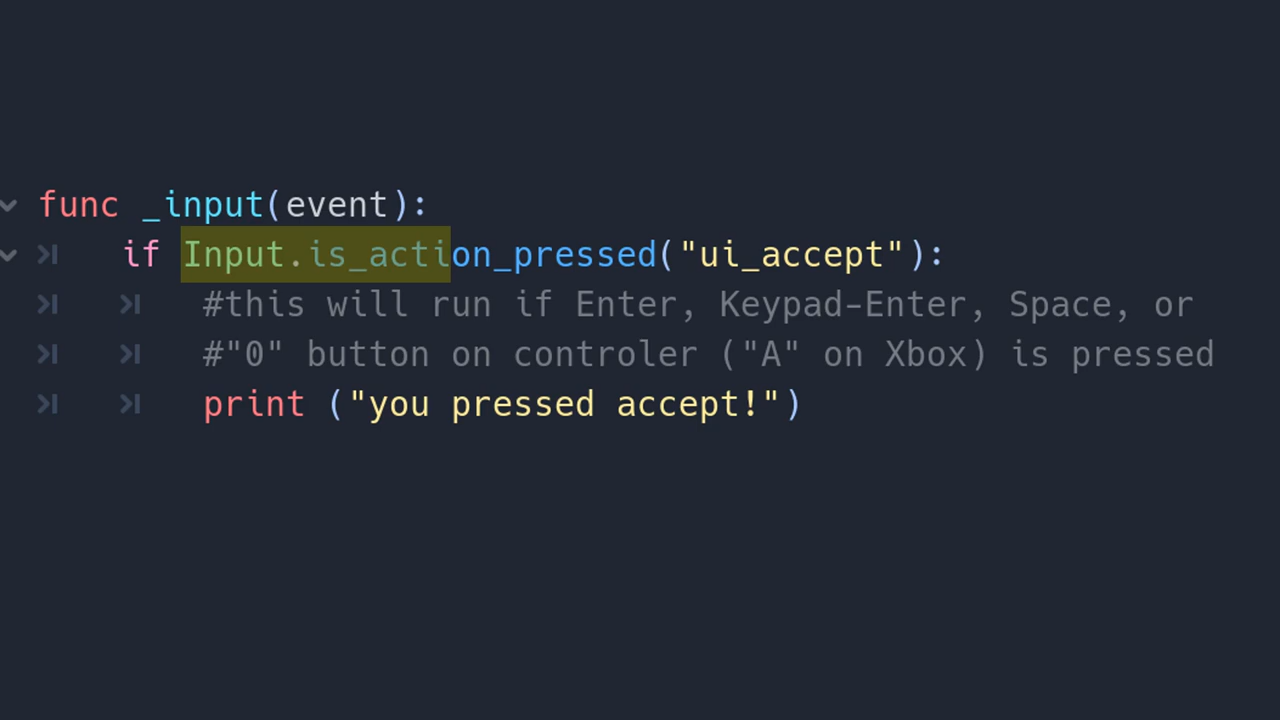 func _input(event):
if Input.is_action_pressed("ui_accept"):
#this will run if Enter, Keypad-Enter, Space, or
#"0" button on controler ("A" on Xbox) is pressed
print ("you pressed accept!")